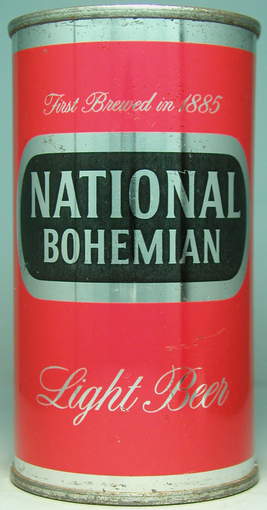 First Brewed in 1885
NATIONAL
BOHEMIAN
Light Beer